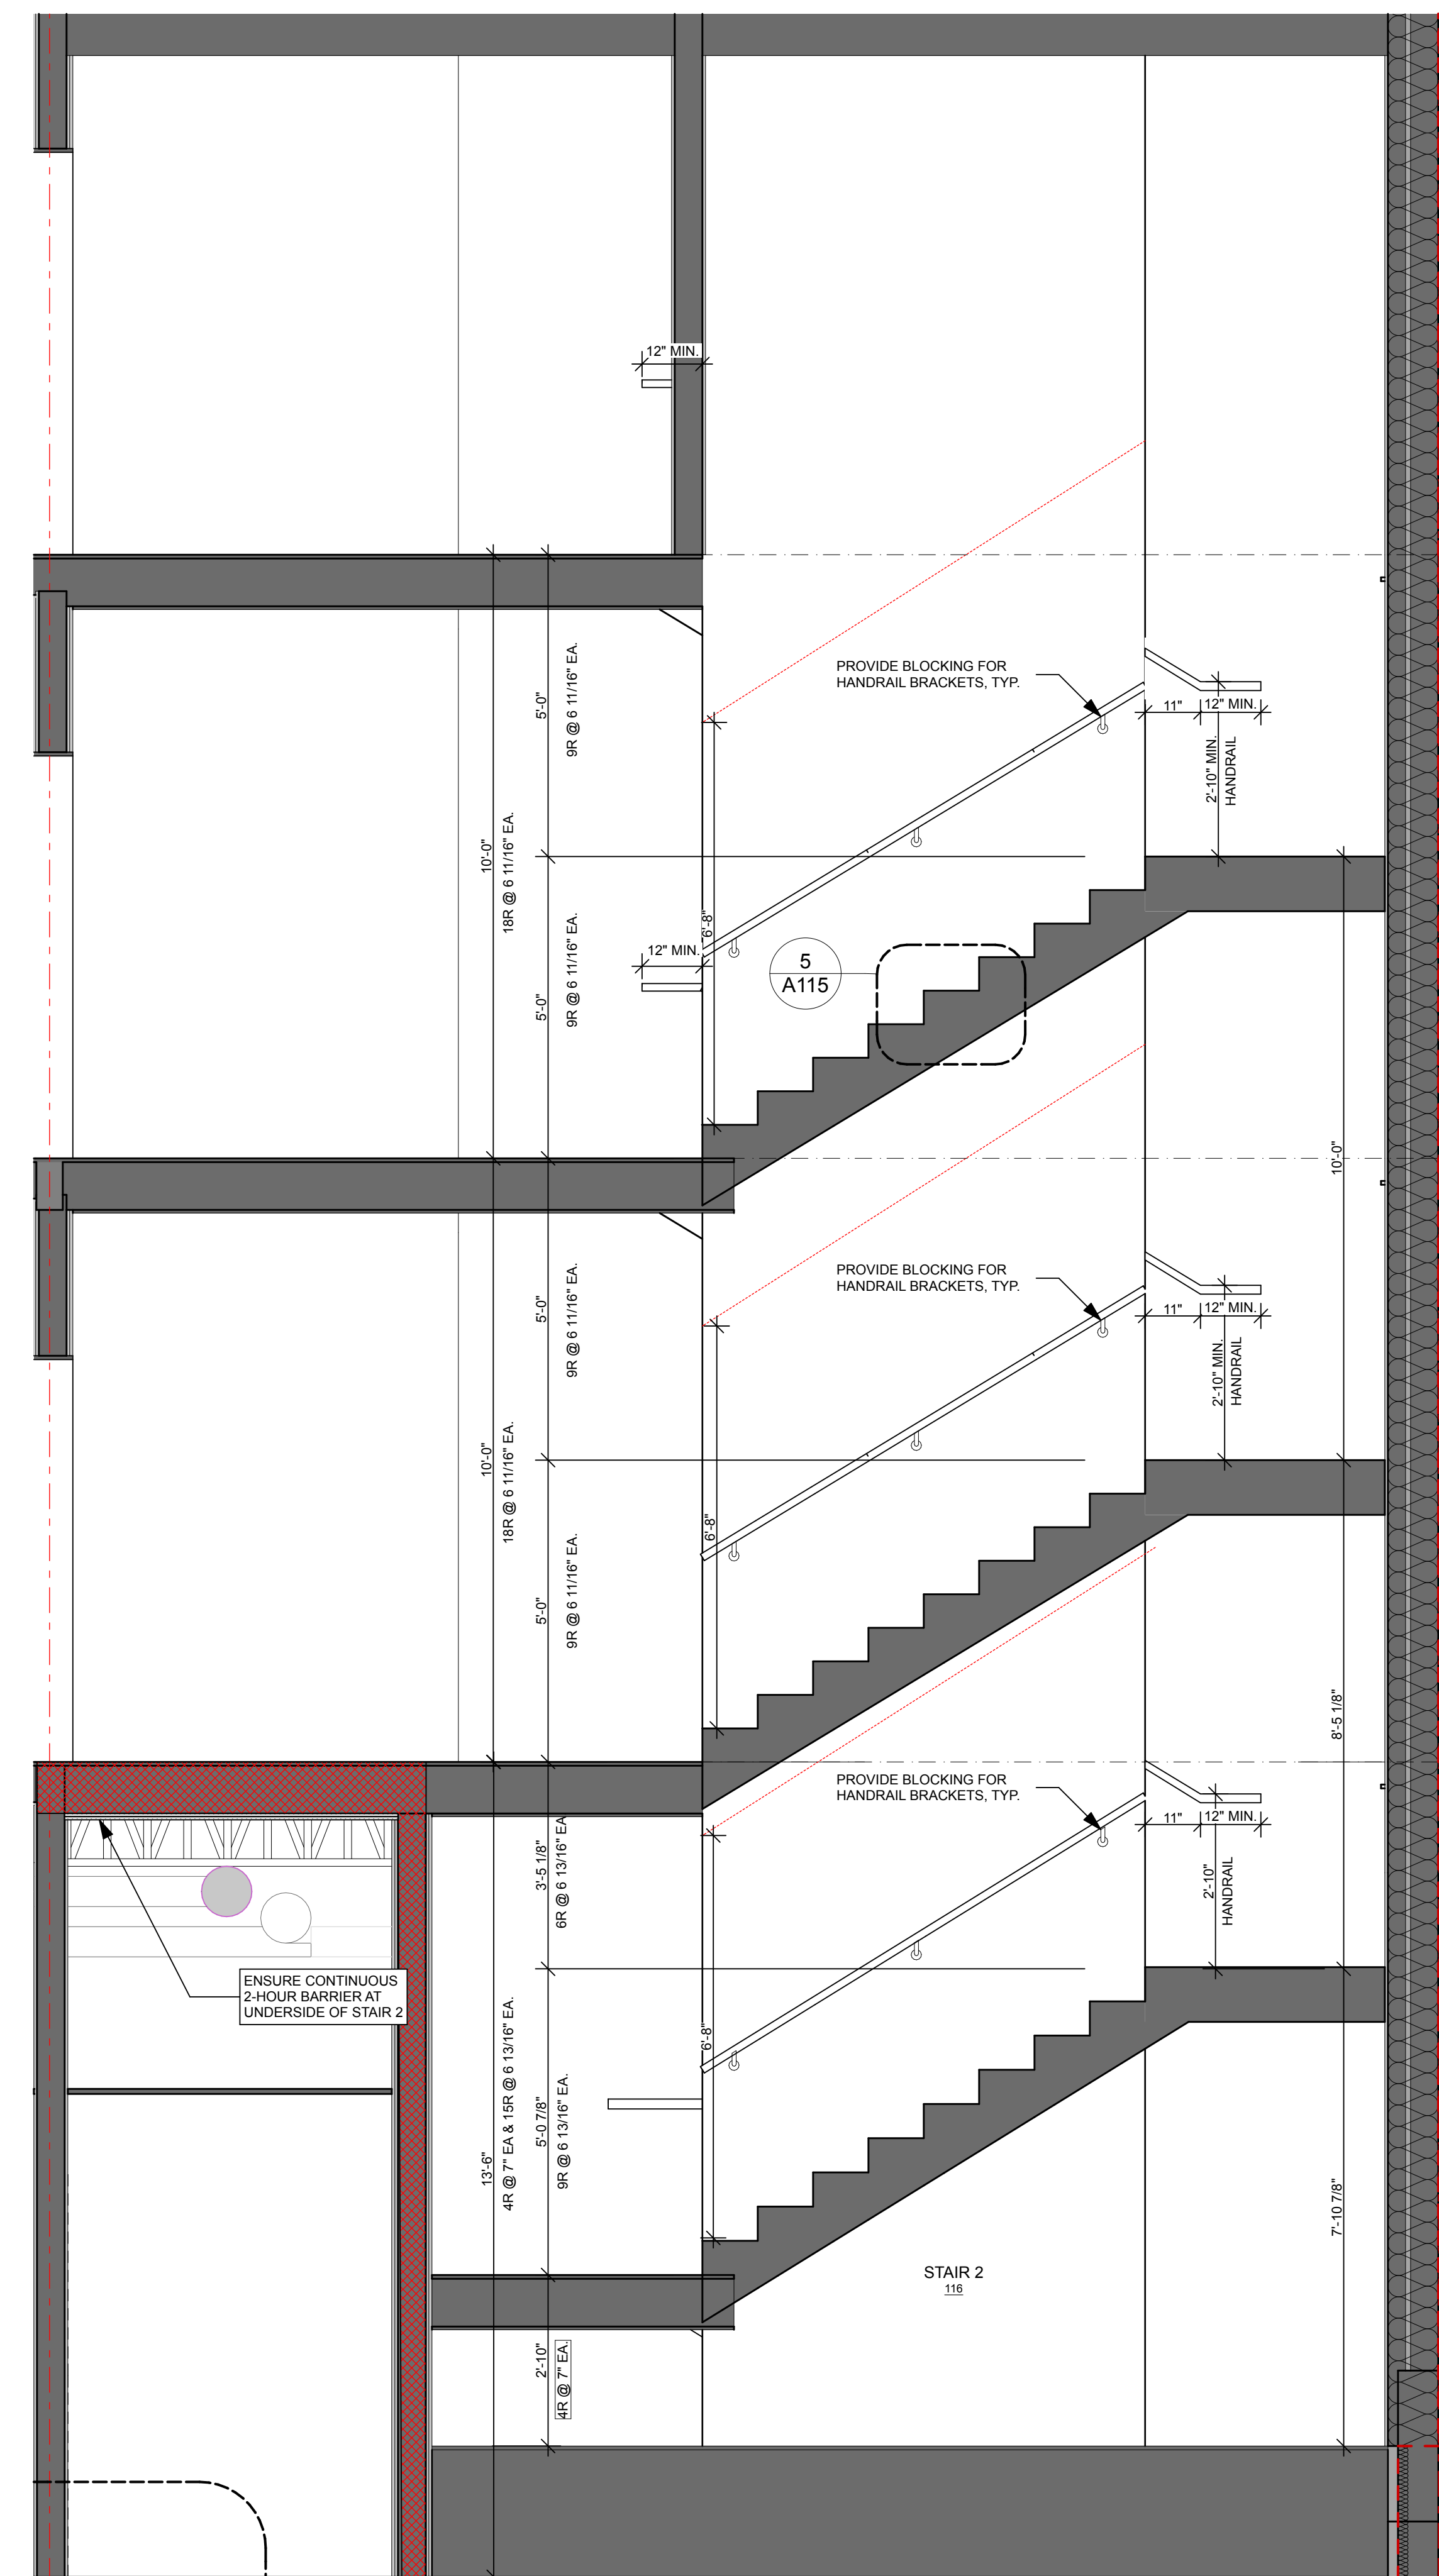 12" MIN.
PROVIDE BLOCKING FOR
HANDRAIL BRACKETS, TYP.
11"
12" MIN.
2'-10" MIN.
HANDRAIL
5'-0"
9R @ 6 11/16" EA.
10'-0"
18R @ 6 11/16" EA.
6'-8"
12" MIN.
5
A115
5'-0"
9R @ 6 11/16" EA.
10'-0"
PROVIDE BLOCKING FOR
HANDRAIL BRACKETS, TYP.
11"
12" MIN.
2'-10" MIN.
HANDRAIL
5'-0"
9R @ 6 11/16" EA.
10'-0"
18R @ 6 11/16" EA.
6'-8"
5'-0"
9R @ 6 11/16" EA.
8'-5 1/8"
PROVIDE BLOCKING FOR
HANDRAIL BRACKETS, TYP.
11"
12" MIN.
2'-10"
HANDRAIL
3'-5 1/8"
6R @ 6 13/16" EA
ENSURE CONTINUOUS
2-HOUR BARRIER AT
UNDERSIDE OF STAIR 2
6'-8"
13'-6"
4R @ 7" EA & 15R @ 6 13/16" EA.
5'-0 7/8"
9R @ 6 13/16" EA.
7'-10 7/8"
STAIR 2
116
2'-10"
4R @ 7" EA.